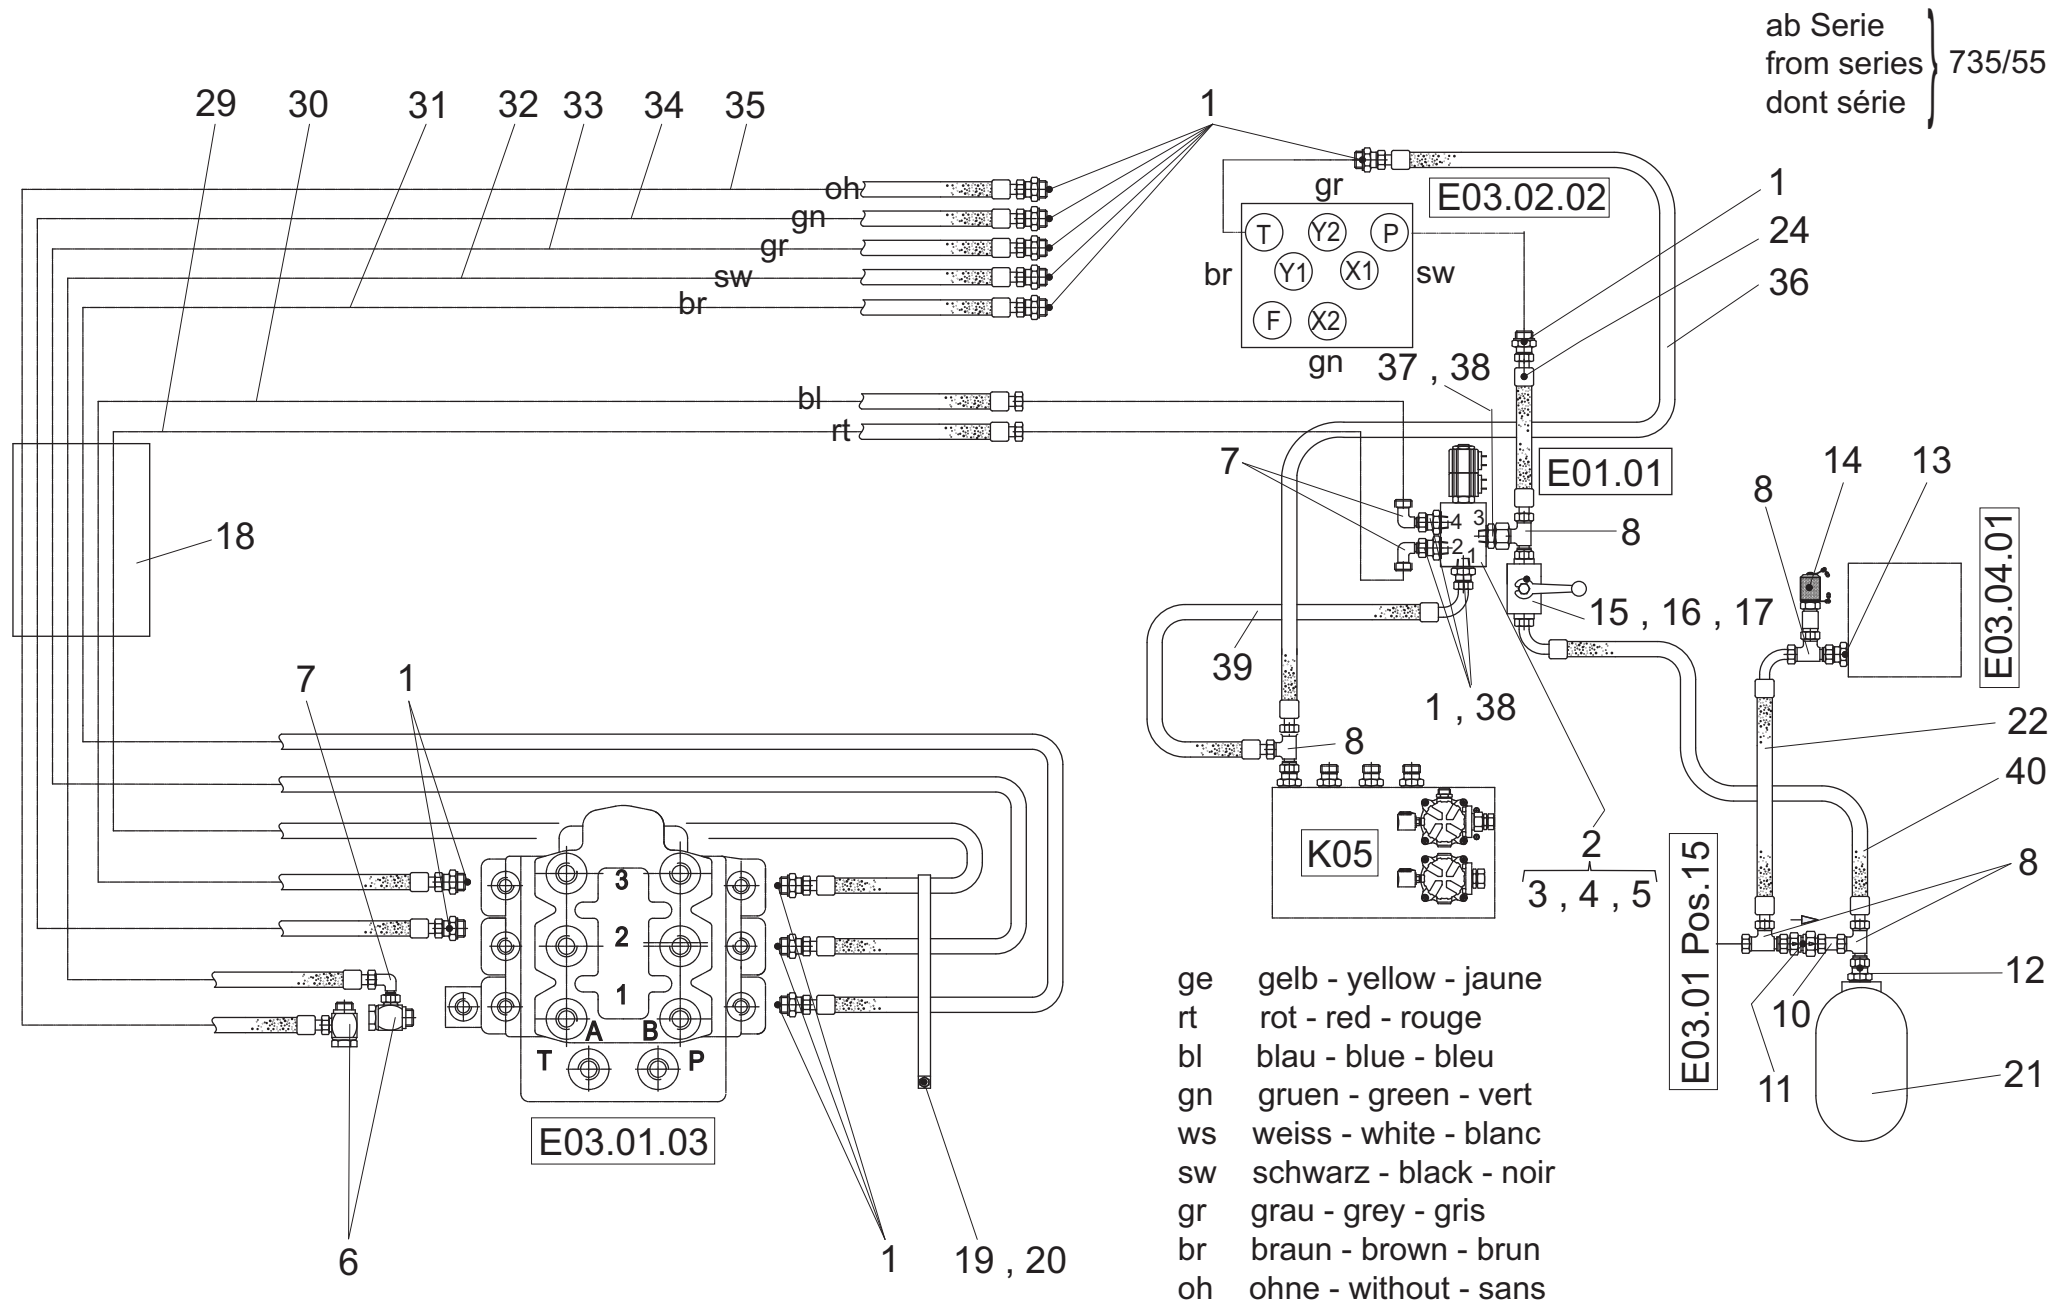 ab Serie
from series
dont série
735/55
29 30 31 32 33 34 35 1
oh
gn
gr
sw
br
bl
rt
gr
E03.02.02
1
24
36
T Y2 P
br Y1 X1 sw
F X2
gn
37 , 38
E01.01
7
4 3
2 1
8
8 14 13
E03.04.01
18
15 , 16 , 17
39
1 , 38
8
22
40
K05
2
3 , 4 , 5
E03.01 Pos.15
8
12
10
11
21
7 1
3
2
1
A B
T P
E03.01.03
6
1
19 , 20
ge gelb - yellow - jaune
rt rot - red - rouge
bl blau - blue - bleu
gn gruen - green - vert
ws weiss - white - blanc
sw schwarz - black - noir
gr grau - grey - gris
br braun - brown - brun
oh ohne - without - sans